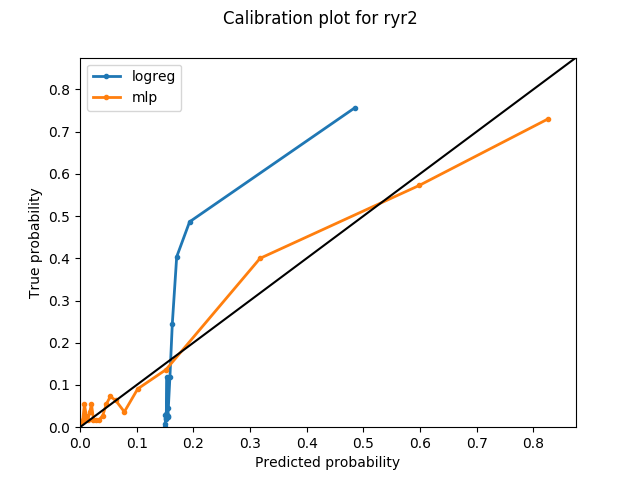 Calibration plot for ryr2
logreg
mlp
True probability
0.8
0.7
0.6
0.5
0.4
0.3
0.2
0.1
0.0
0.0 0.1 0.2 0.3 0.4 0.5 0.6 0.7 0.8
Predicted probability